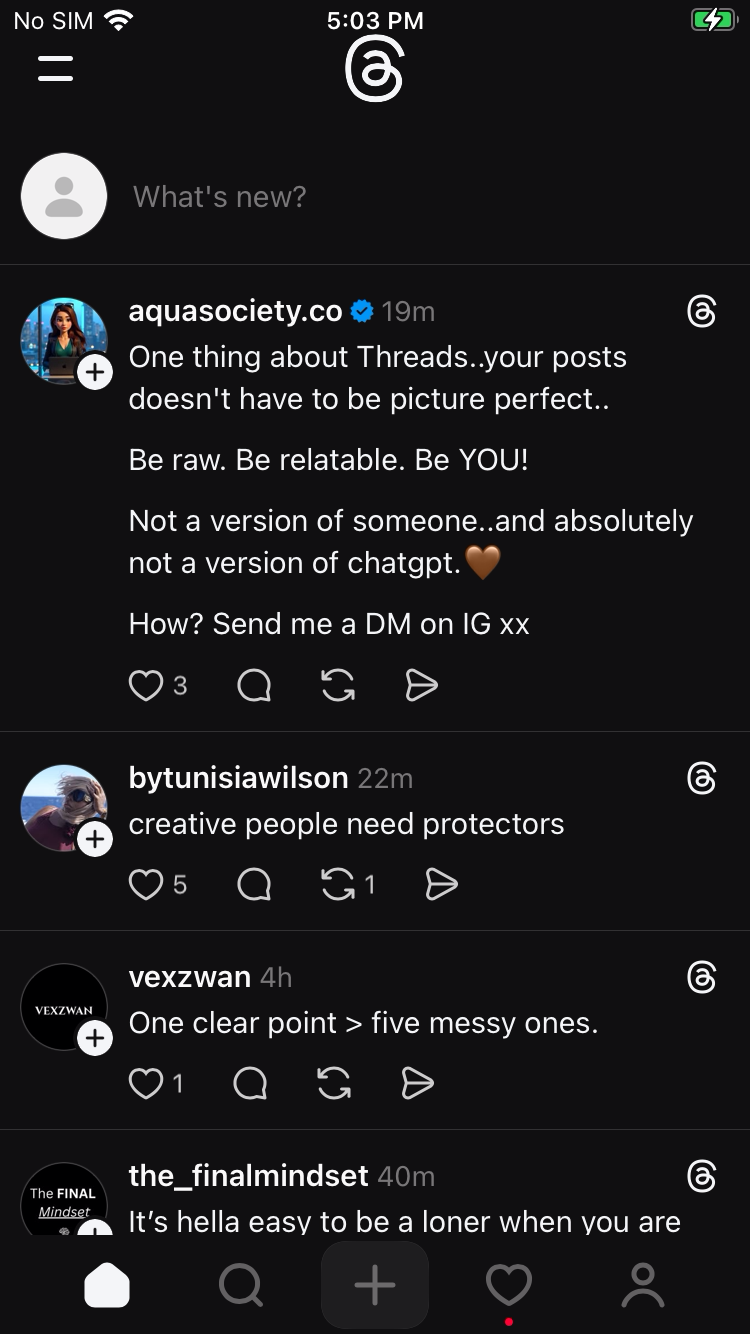 No SIM 5:03 PM
What's new?
aquasociety.co 19m
One thing about Threads..your posts
doesn't have to be picture perfect..
Be raw. Be relatable. Be YOU!
Not a version of someone..and absolutely
not a version of chatgpt.🤎
How? Send me a DM on IG xx
3
bytunisiawilson 22m
creative people need protectors
5 1
VEXZWAN
vexzwan 4h
One clear point > five messy ones.
1
The FINAL
Mindset
the_finalmindset 40m
It’s hella easy to be a loner when you are